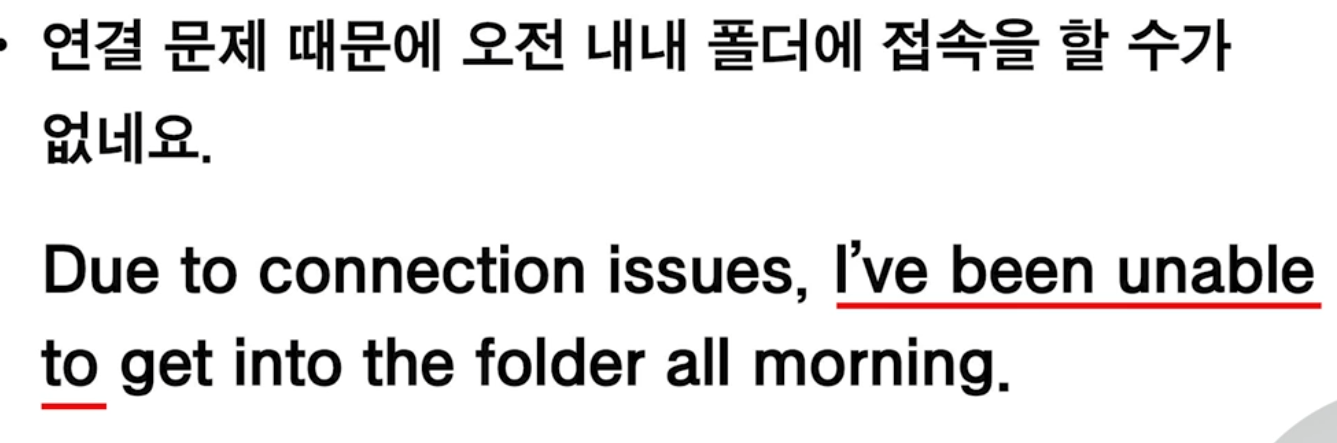 • 연결 문제 때문에 오전 내내 폴더에 접속을 할 수가
없네요.
Due to connection issues, I’ve been unable
to get into the folder all morning.